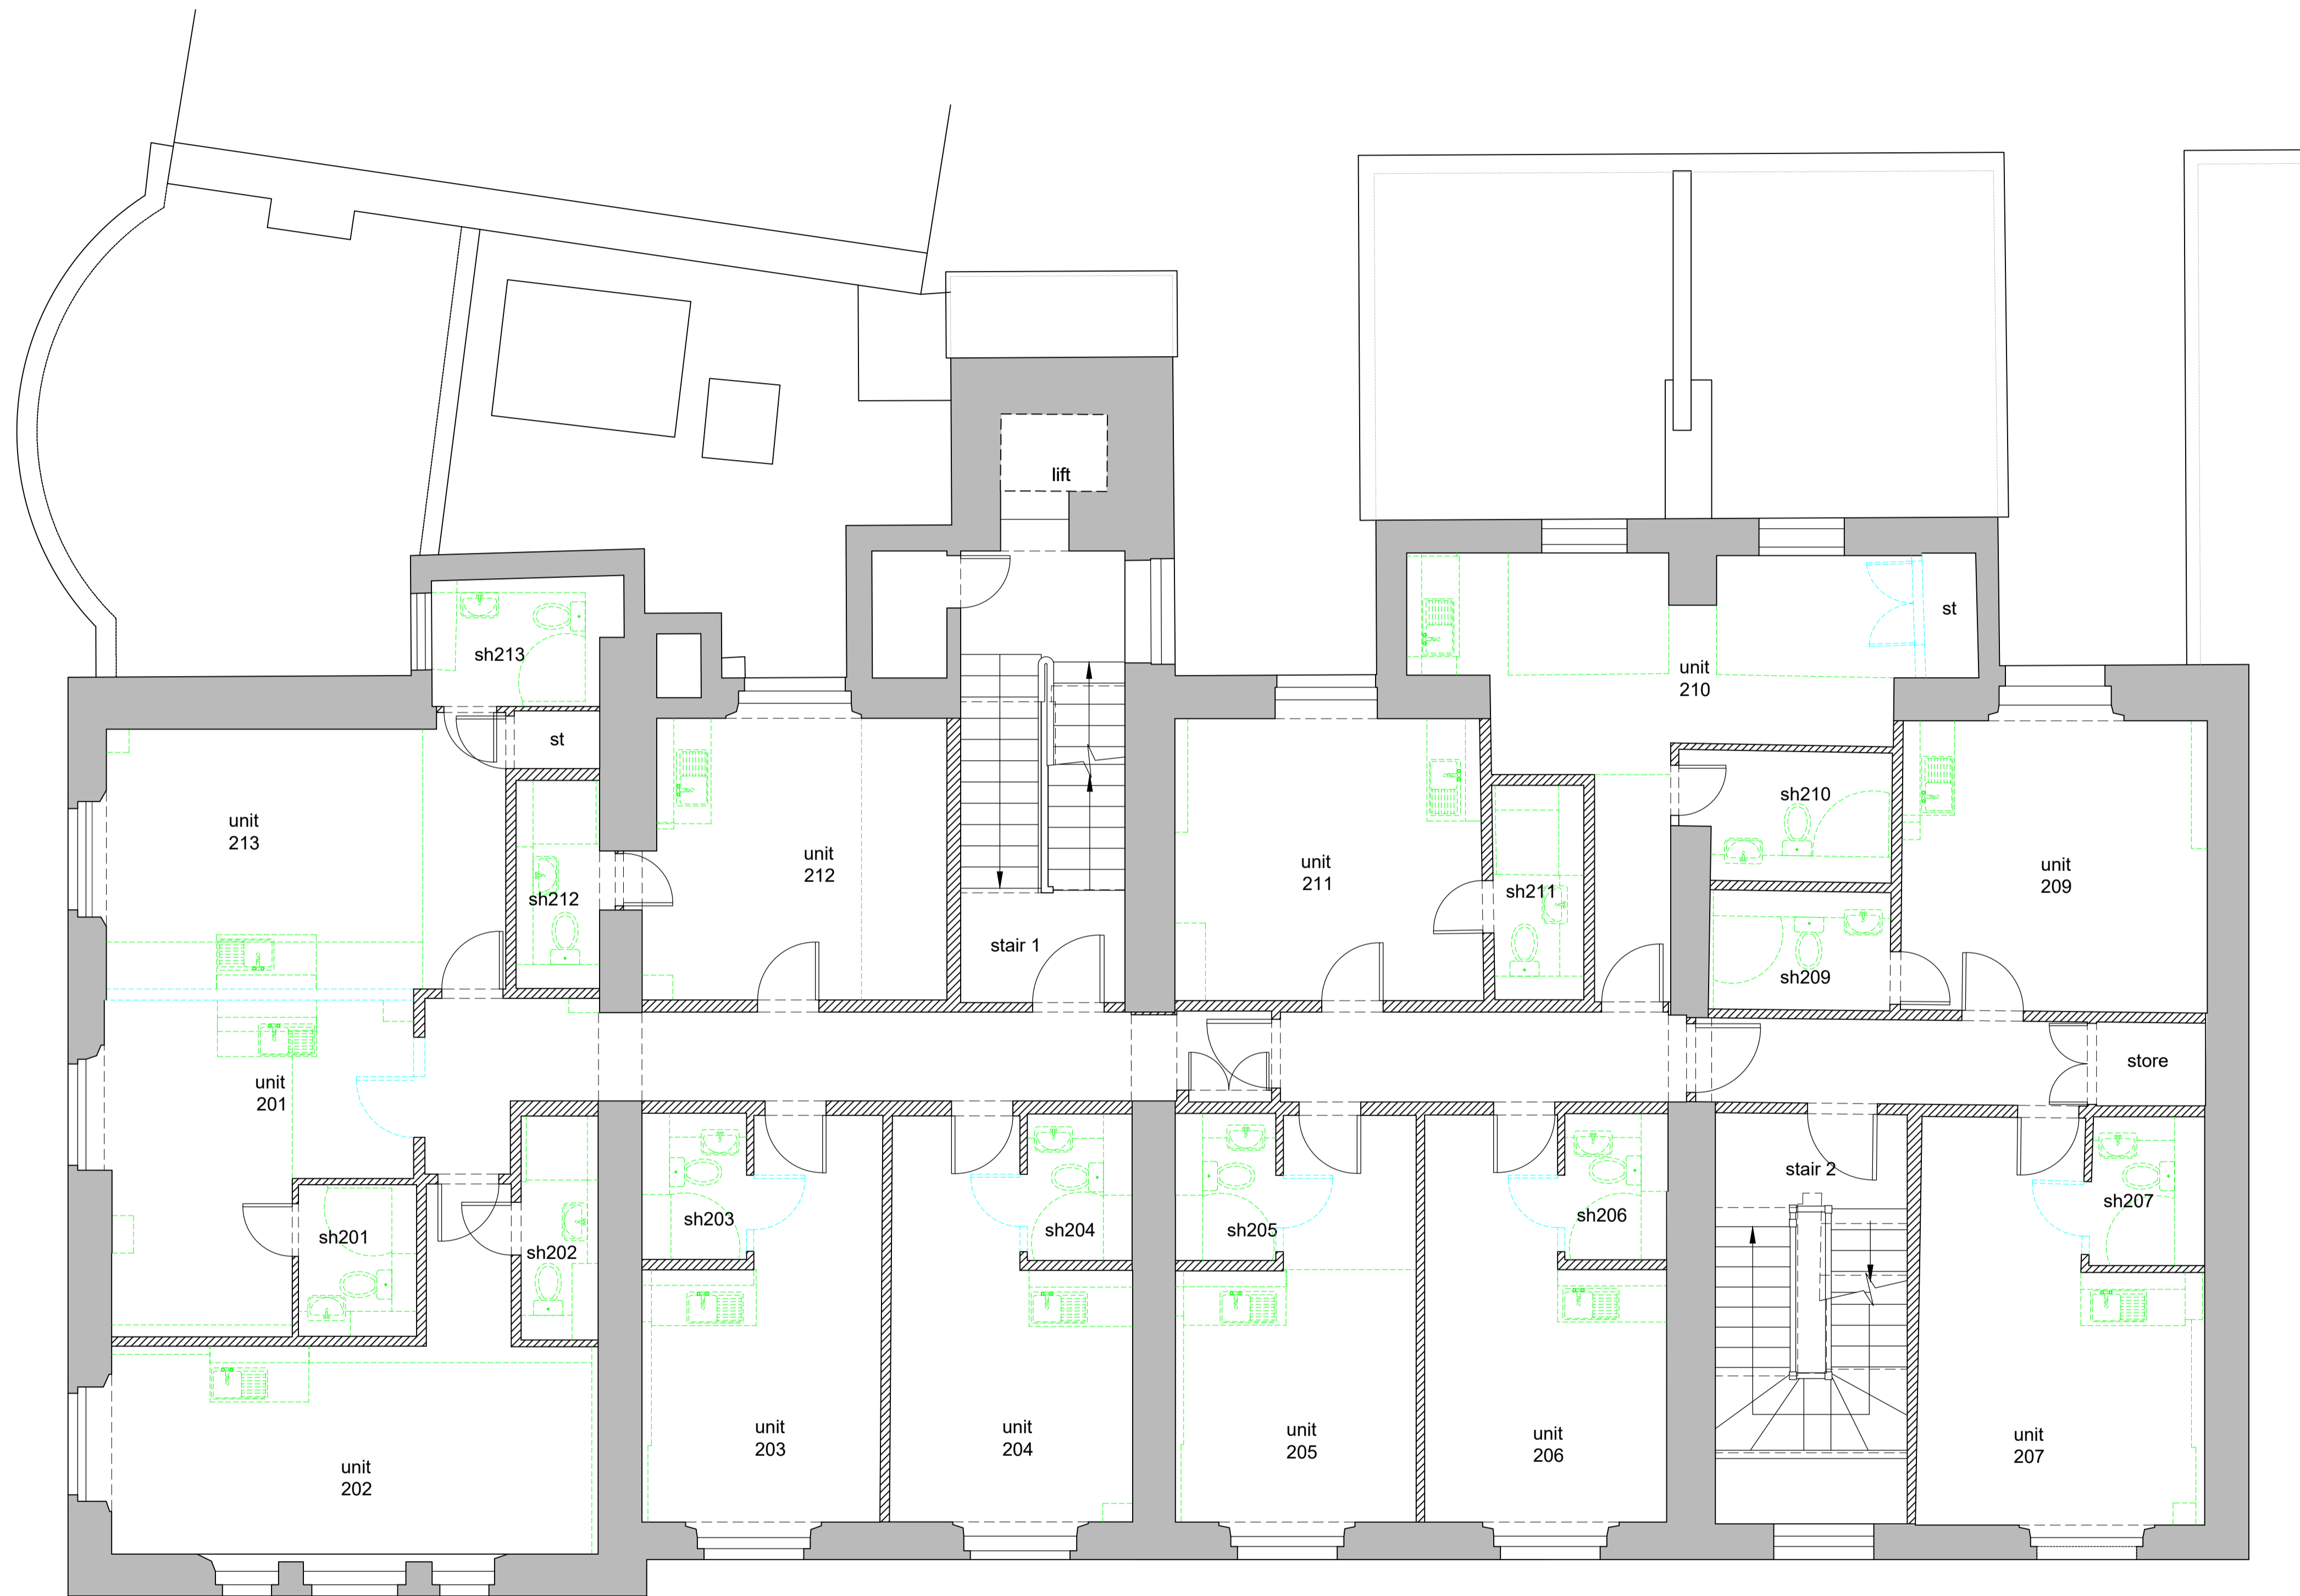 lift
st
sh213
unit
210
st
unit
213
sh210
unit
212
unit
211
unit
209
sh212
sh211
stair 1
sh209
store
unit
201
stair 2
sh207
sh203
sh204
sh205
sh206
sh201
sh202
unit
203
unit
204
unit
205
unit
206
unit
207
unit
202